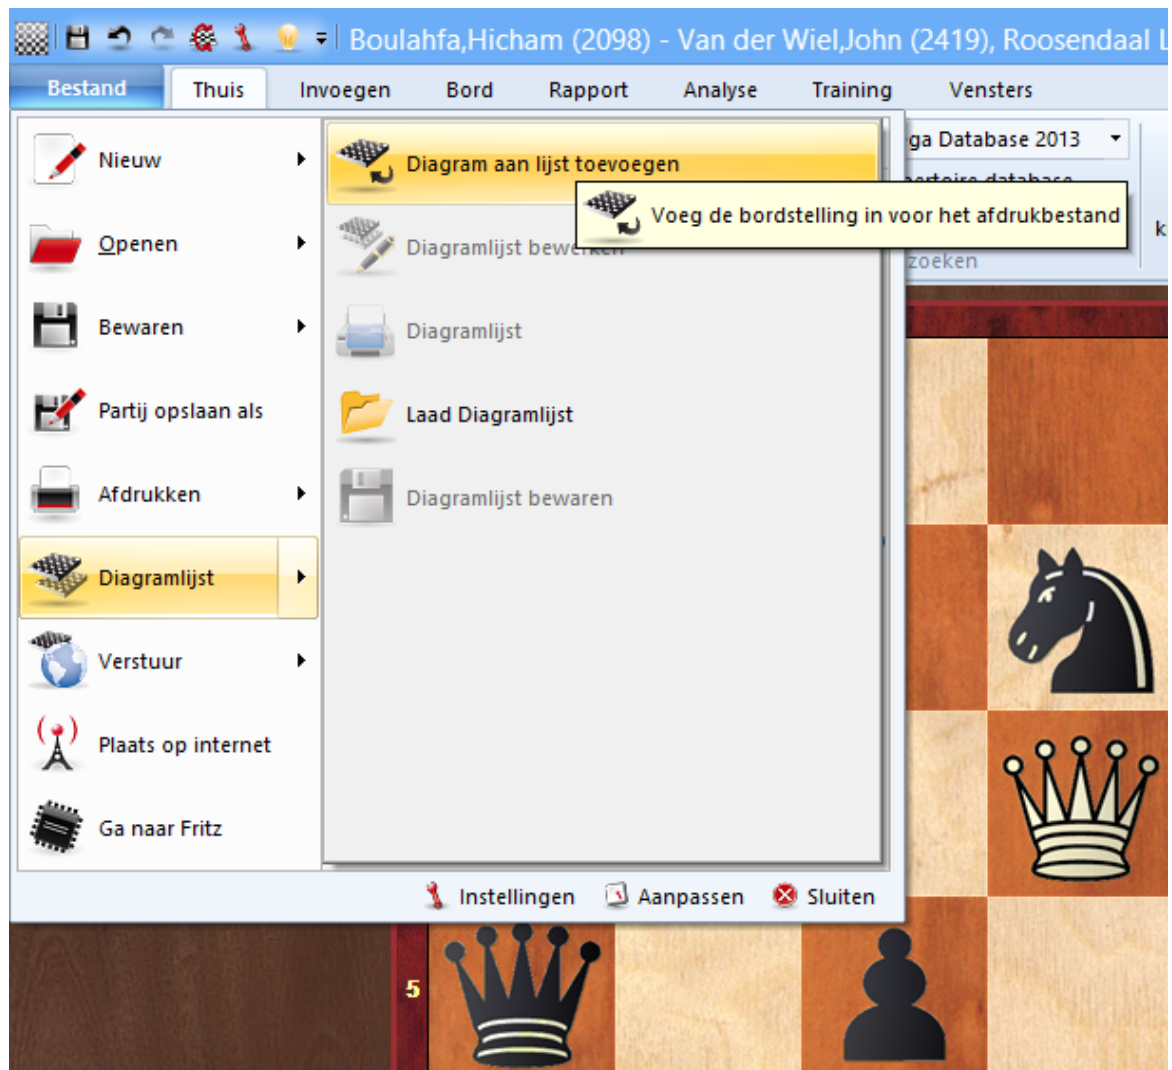 Boulahfa,Hicham (2098) - Van der Wiel,John (2419), Roosendaal
Bestand Thuis Invoegen Bord Rapport Analyse Training Vensters
Nieuw
Openen
Bewaren
Partij opslaan als
Afdrukken
Diagramlijst
Verstuur
Plaats op internet
Ga naar Fritz
Diagram aan lijst toevoegen
Voeg de bordstelling in voor het afdrukbestand
Diagramlijst bewerken
Diagramlijst
Laad Diagramlijst
Diagramlijst bewaren
Database 2013
database
zoeken
Instellingen Aanpassen Sluiten
5